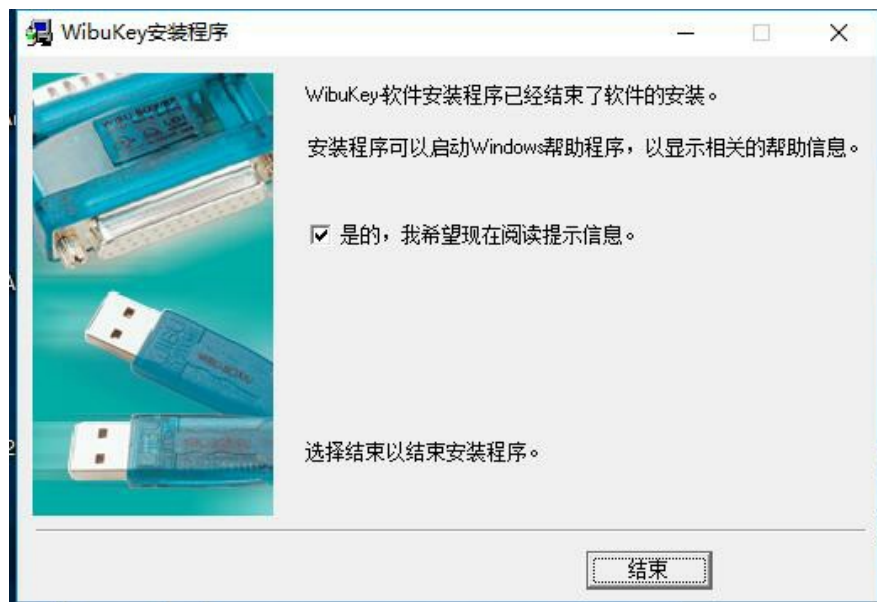 WibuKey安装程序
WibuKey软件安装程序已经结束了软件的安装。
安装程序可以启动Windows帮助程序，以显示相关的帮助信息。
是的，我希望现在阅读提示信息。
选择结束以结束安装程序。
结束